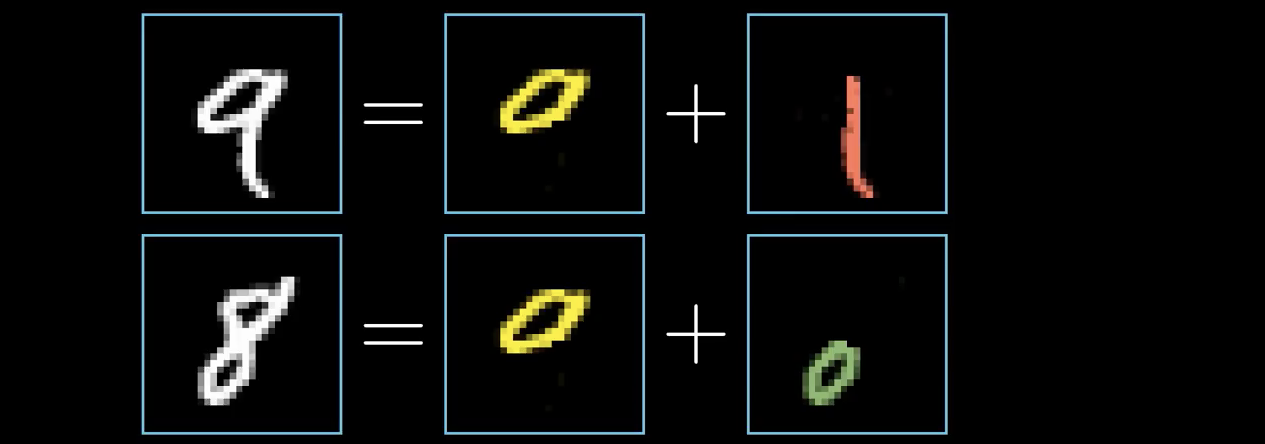 9 = 0 + 1
8 = 0 + 0